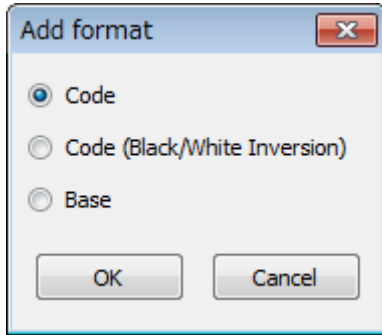 Add format
Code
Code (Black/White Inversion)
Base
OK Cancel